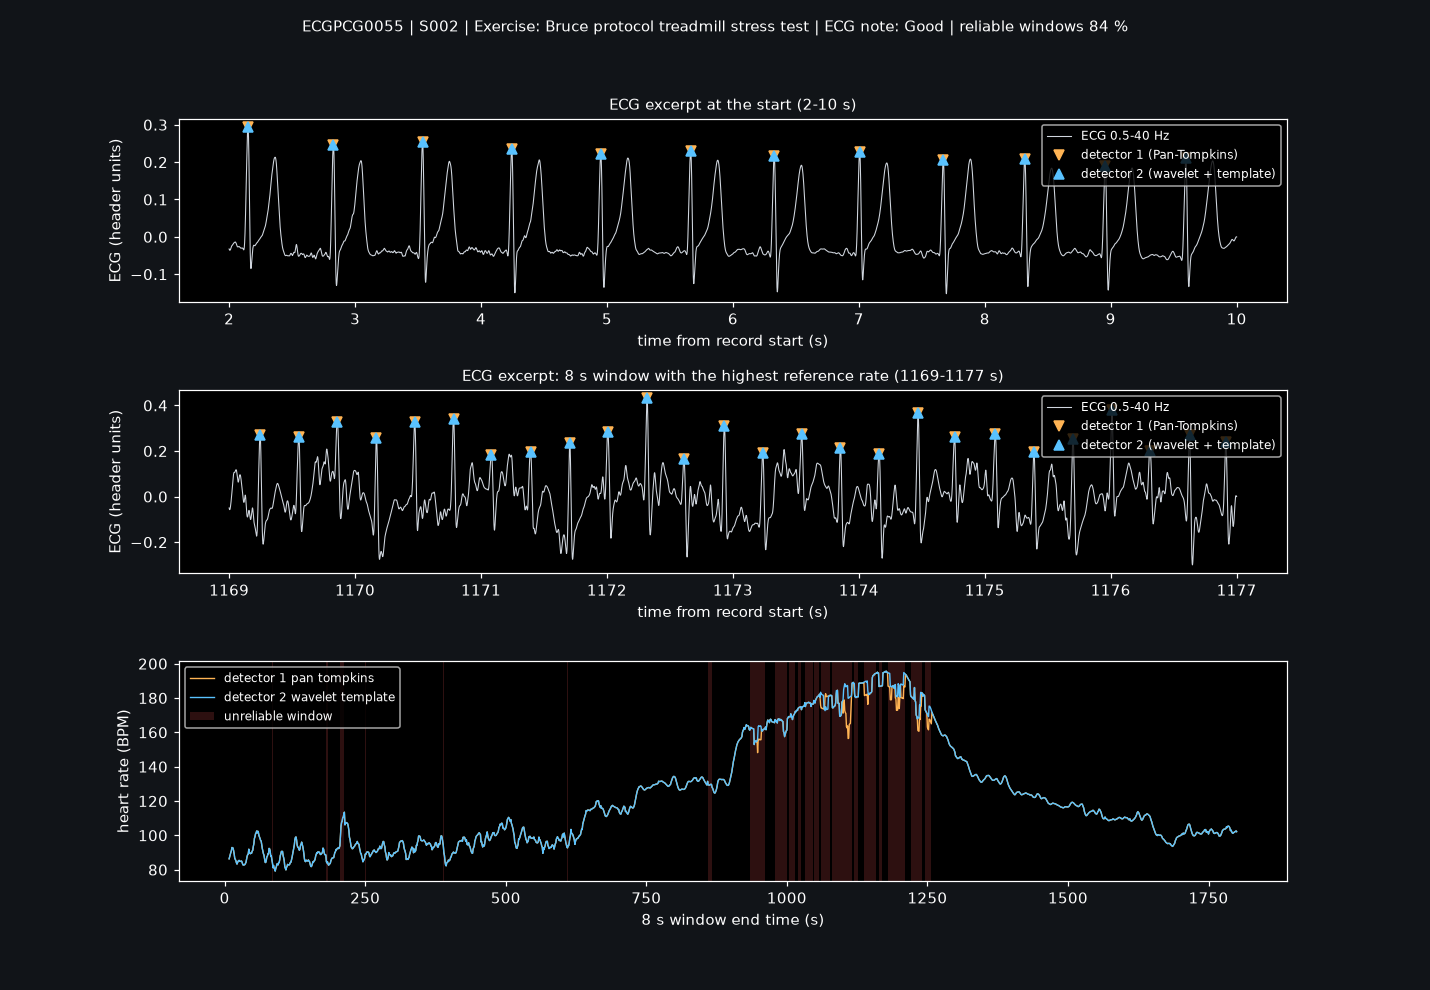 ECGPCG0055 | S002 | Exercise: Bruce protocol treadmill stress test | ECG note: Good | reliable windows 84 %
ECG excerpt at the start (2-10 s)
ECG (header units)
0.3
0.2
0.1
0.0
−0.1
ECG 0.5-40 Hz
detector 1 (Pan-Tompkins)
detector 2 (wavelet + template)
2 3 4 5 6 7 8 9 10
time from record start (s)
ECG excerpt: 8 s window with the highest reference rate (1169-1177 s)
ECG (header units)
0.4
0.2
0.0
−0.2
ECG 0.5-40 Hz
detector 1 (Pan-Tompkins)
detector 2 (wavelet + template)
1169 1170 1171 1172 1173 1174 1175 1176 1177
time from record start (s)
heart rate (BPM)
200
180
160
140
120
100
80
detector 1 pan tompkins
detector 2 wavelet template
unreliable window
0 250 500 750 1000 1250 1500 1750
8 s window end time (s)